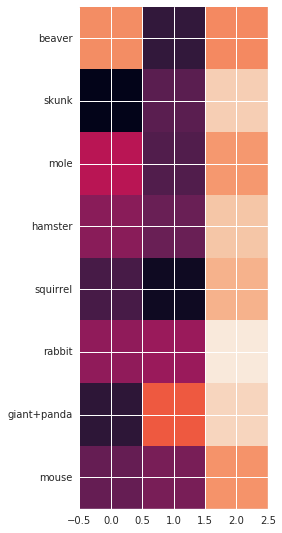 beaver
skunk
mole
hamster
squirrel
rabbit
giant+panda
mouse
−0.5 0.0 0.5 1.0 1.5 2.0 2.5